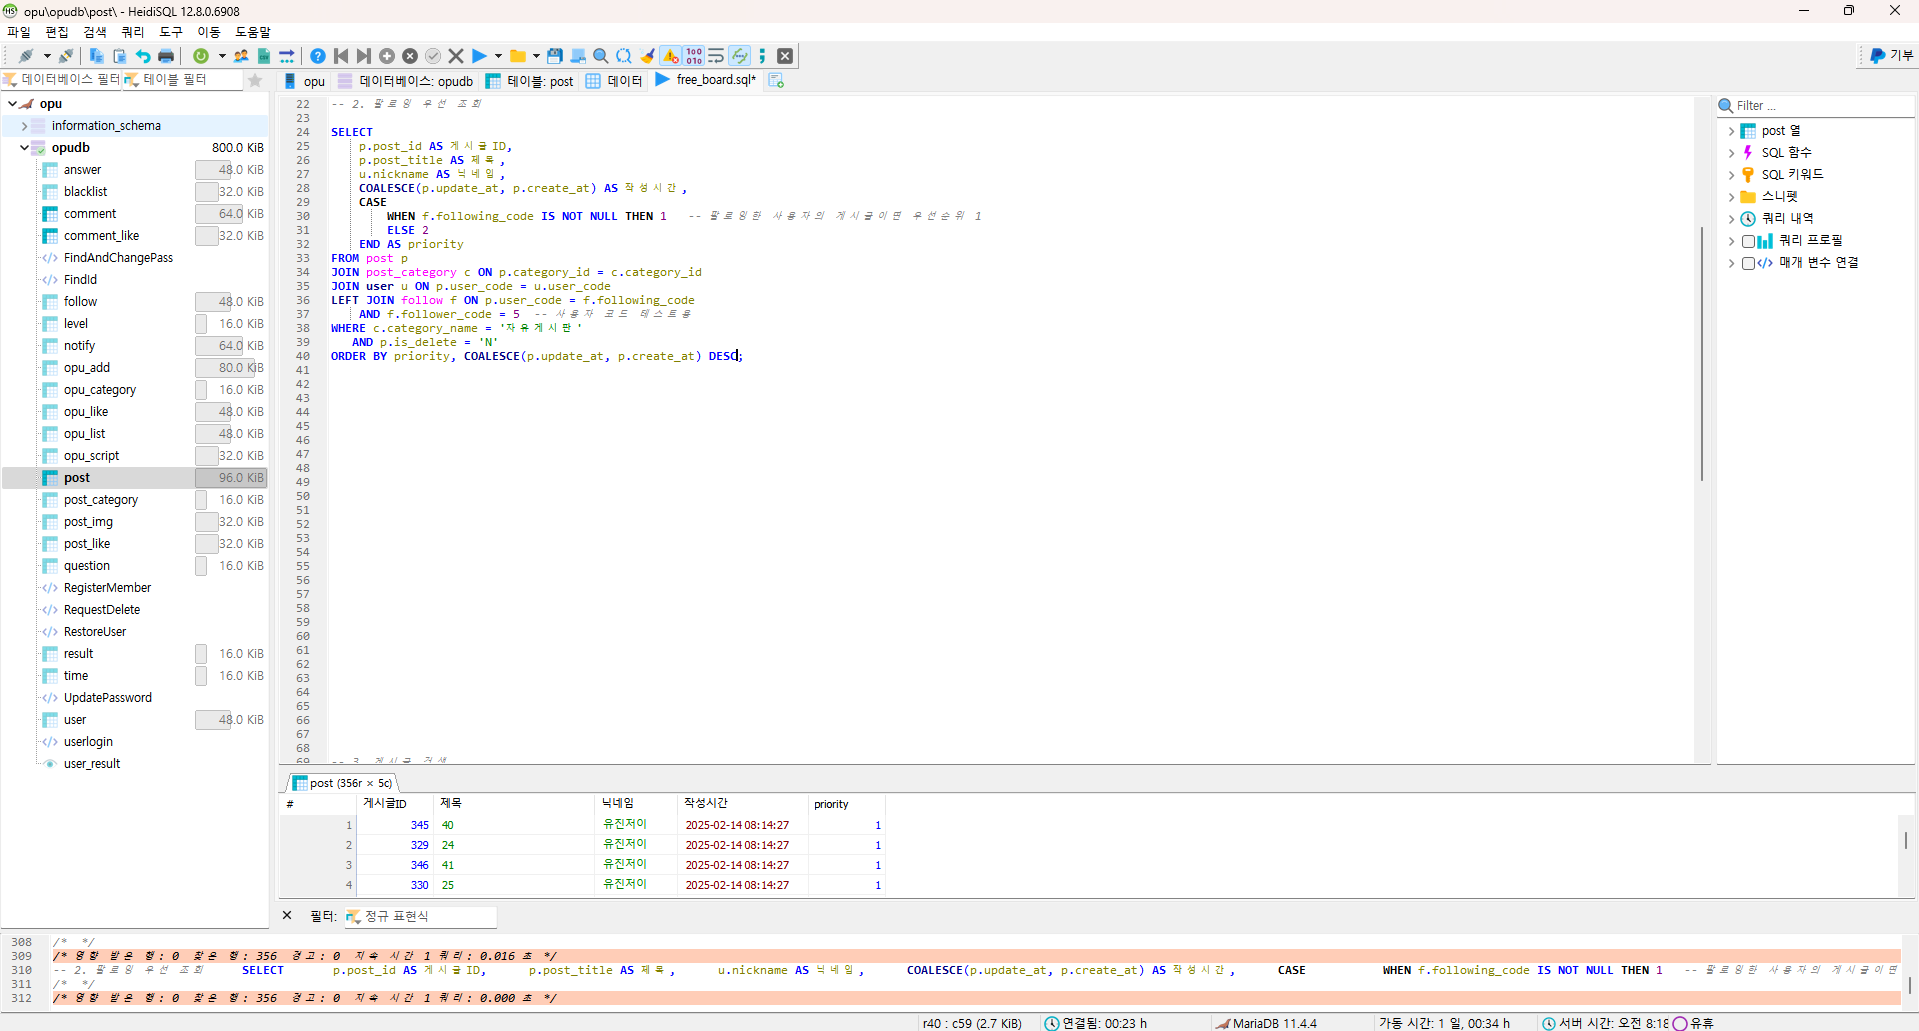 opu\opudb\post\ - HeidiSQL 12.8.0.6908
파일 편집 검색 쿼리 도구 이동 도움말
기부
데이터베이스 필터 테이블 필터
opu 데이터베이스: opudb 테이블: post 데이터 free_board.sql*
opu
information_schema
opudb 800.0 KiB
answer 48.0 KiB
blacklist 32.0 KiB
comment 64.0 KiB
comment_like 32.0 KiB
FindAndChangePass
FindId
follow 48.0 KiB
level 16.0 KiB
notify 64.0 KiB
opu_add 80.0 KiB
opu_category 16.0 KiB
opu_like 48.0 KiB
opu_list 48.0 KiB
opu_script 32.0 KiB
post 96.0 KiB
post_category 16.0 KiB
post_img 32.0 KiB
post_like 32.0 KiB
question 16.0 KiB
RegisterMember
RequestDelete
RestoreUser
result 16.0 KiB
time 16.0 KiB
UpdatePassword
user 48.0 KiB
userlogin
user_result
22 -- 2. 팔로잉 우선 조회
23
24 SELECT
25 p.post_id AS 게시글ID,
26 p.post_title AS 제목,
27 u.nickname AS 닉네임,
28 COALESCE(p.update_at, p.create_at) AS 작성시간,
29 CASE
30 WHEN f.following_code IS NOT NULL THEN 1 -- 팔로잉한 사용자의 게시글이면 우선순위 1
31 ELSE 2
32 END AS priority
33 FROM post p
34 JOIN post_category c ON p.category_id = c.category_id
35 JOIN user u ON p.user_code = u.user_code
36 LEFT JOIN follow f ON p.user_code = f.following_code
37 AND f.follower_code = 5 -- 사용자 코드 테스트용
38 WHERE c.category_name = '자유게시판'
39 AND p.is_delete = 'N'
40 ORDER BY priority, COALESCE(p.update_at, p.create_at) DESC;
41
42
43
44
45
46
47
48
49
50
51
52
53
54
55
56
57
58
59
60
61
62
63
64
65
66
67
68
69 -- 3. 게시글 검색
Filter ...
post 열
SQL 함수
SQL 키워드
스니펫
쿼리 내역
쿼리 프로필
매개 변수 연결
post (356r × 5c)
# 게시글ID 제목 닉네임 작성시간 priority
1 345 40 유진저이 2025-02-14 08:14:27 1
2 329 24 유진저이 2025-02-14 08:14:27 1
3 346 41 유진저이 2025-02-14 08:14:27 1
4 330 25 유진저이 2025-02-14 08:14:27 1
필터: 정규 표현식
308 /* */
309 /* 영향 받은 행: 0 찾은 행: 356 경고: 0 지속 시간 1 쿼리: 0.016 초 */
310 -- 2. 팔로잉 우선 조회 SELECT p.post_id AS 게시글ID, p.post_title AS 제목, u.nickname AS 닉네임, COALESCE(p.update_at, p.create_at) AS 작성시간, CASE WHEN f.following_code IS NOT NULL THEN 1 -- 팔로잉한 사용자의 게시글이면
311 /* */
312 /* 영향 받은 행: 0 찾은 행: 356 경고: 0 지속 시간 1 쿼리: 0.000 초 */
r40 : c59 (2.7 KiB) 연결됨: 00:23 h MariaDB 11.4.4 가동 시간: 1 일, 00:34 h 서버 시간: 오전 8:18 유휴